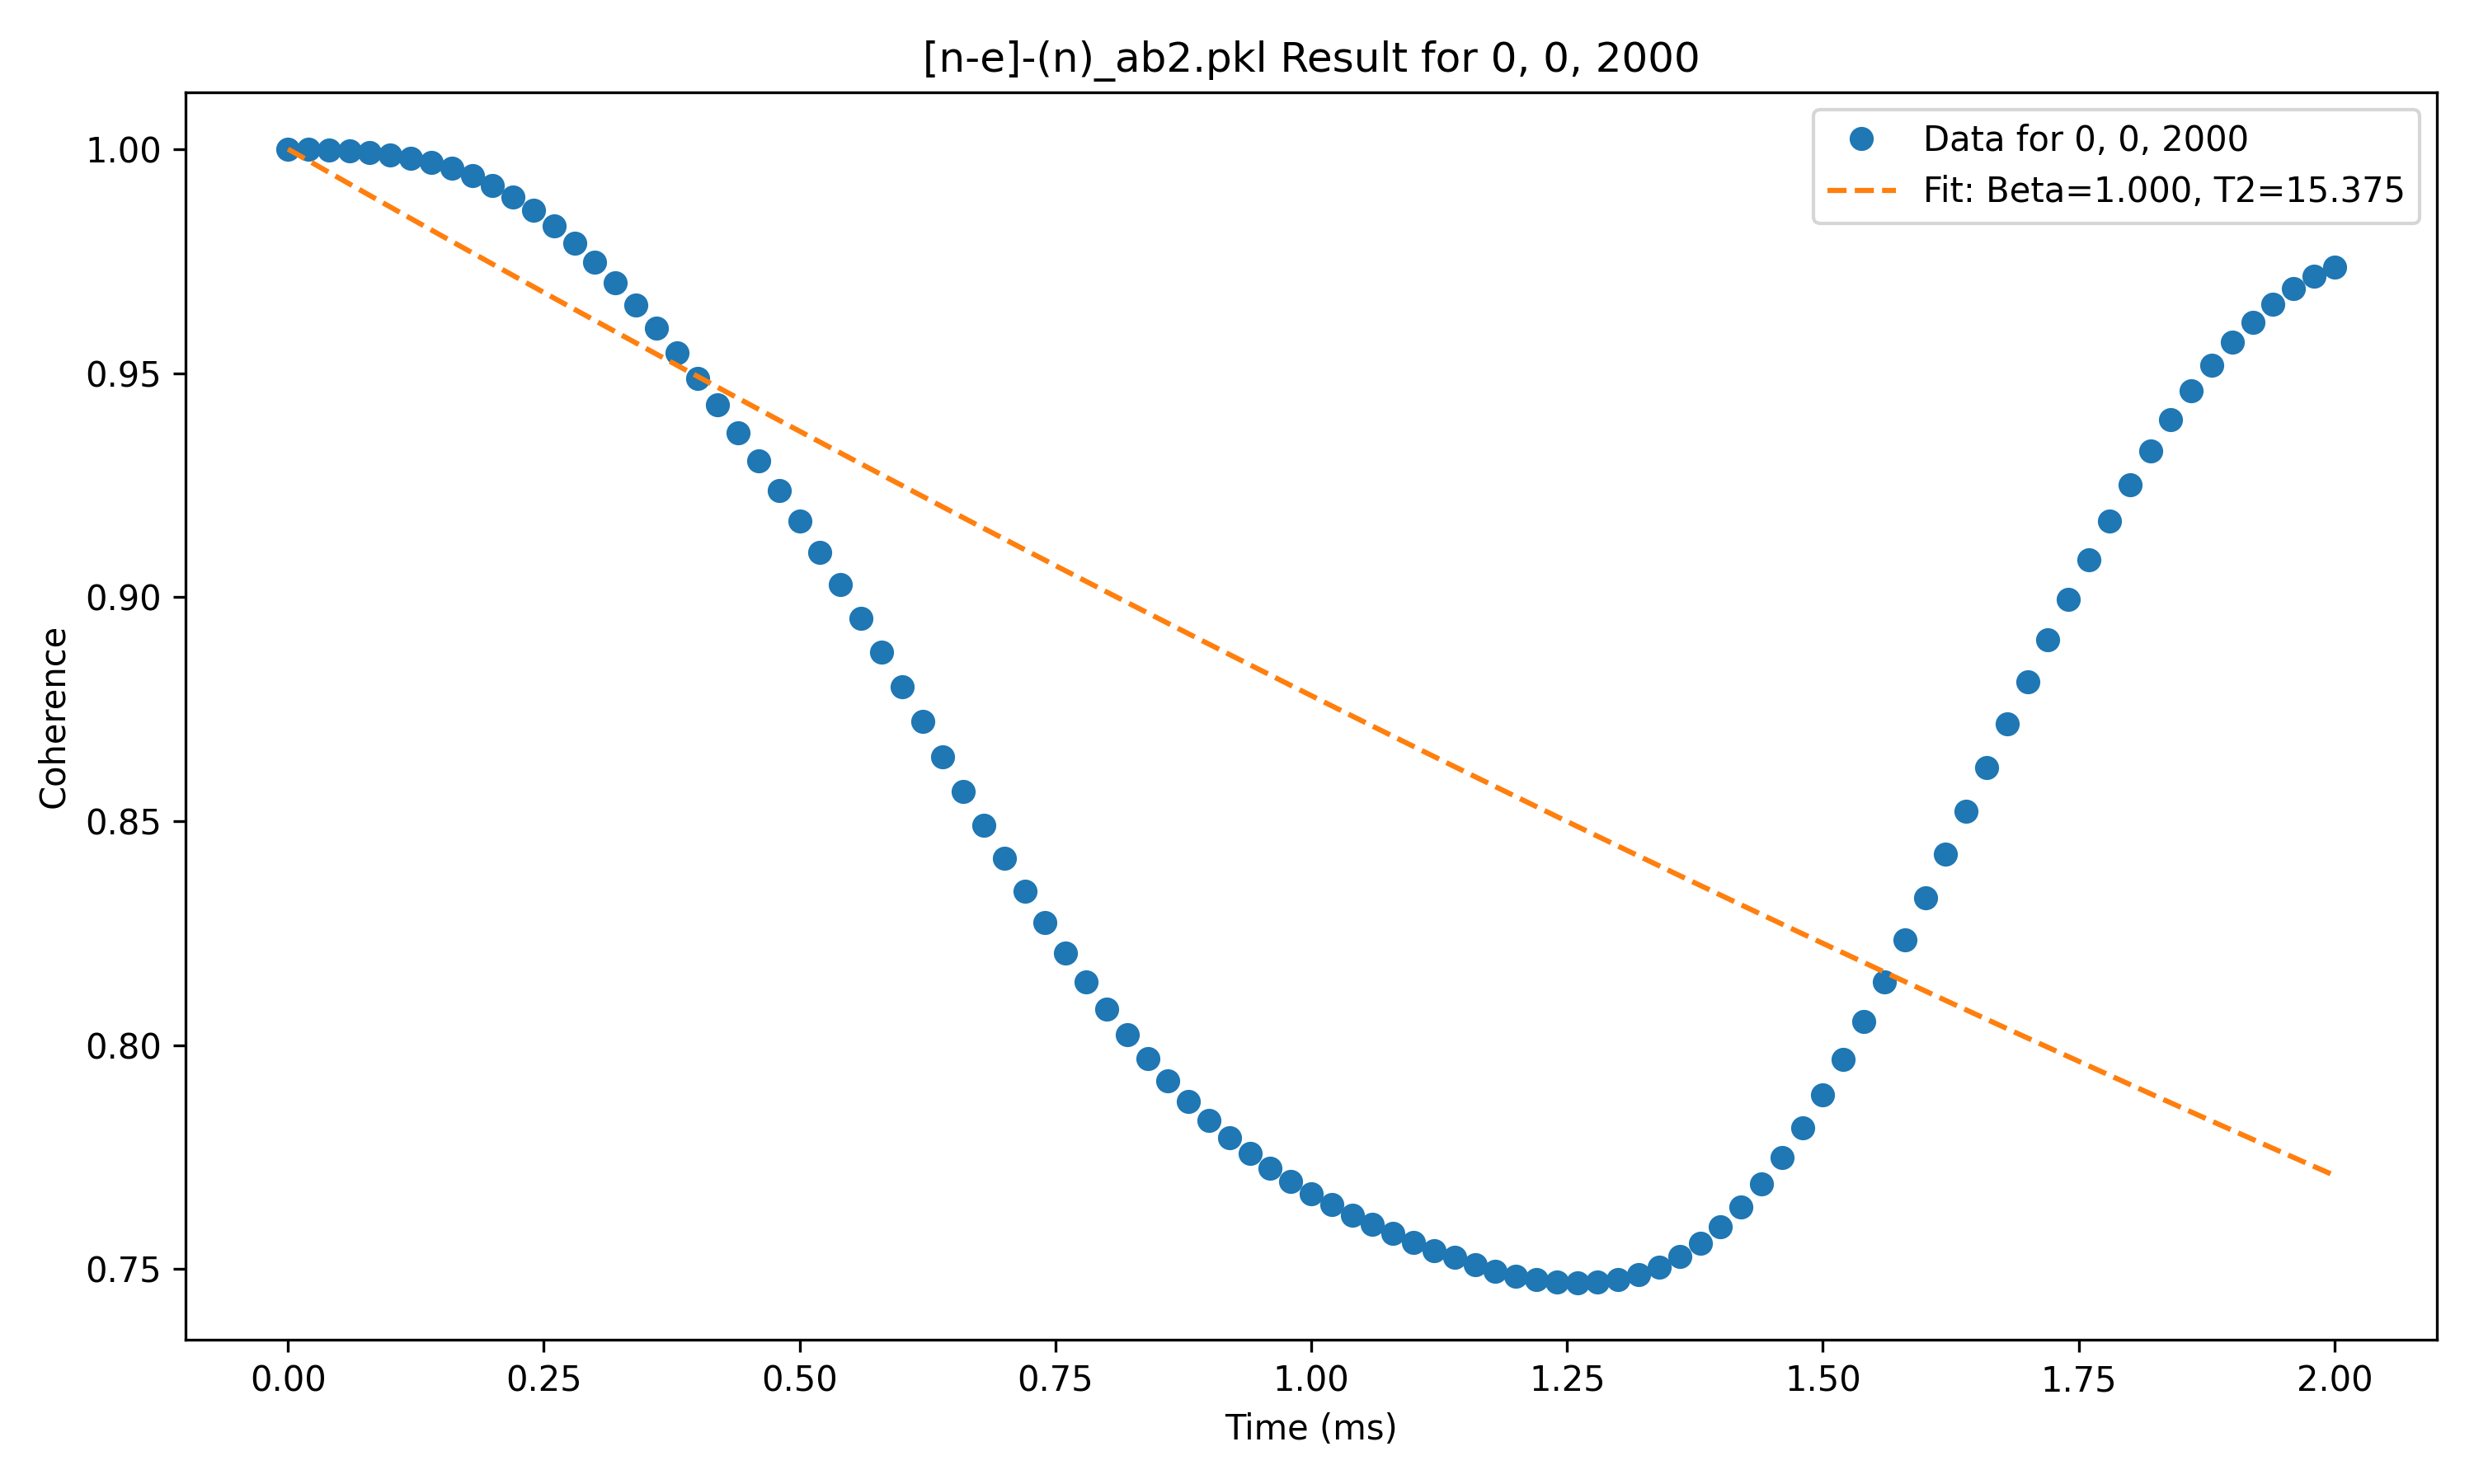 [n-e]-(n)_ab2.pkl Result for 0, 0, 2000
Data for 0, 0, 2000
Fit: Beta=1.000, T2=15.375
Coherence
1.00
0.95
0.90
0.85
0.80
0.75
0.00 0.25 0.50 0.75 1.00 1.25 1.50 1.75 2.00
Time (ms)